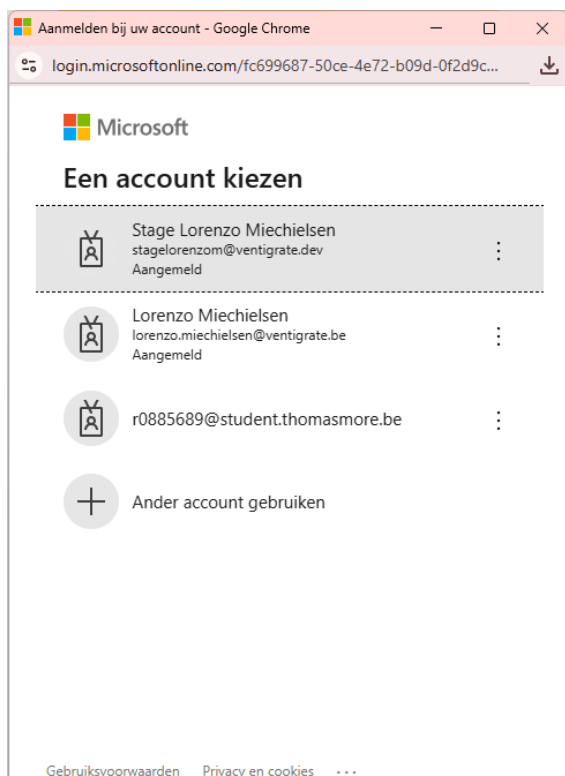 Aanmelden bij uw account - Google Chrome
login.microsoftonline.com/fc699687-50ce-4e72-b09d-0f2d9c...
Microsoft
Een account kiezen
Stage Lorenzo Miechielsen
stagelorenzom@ventigrate.dev
Aangemeld
Lorenzo Miechielsen
lorenzo.miechielsen@ventigrate.be
Aangemeld
r0885689@student.thomasmore.be
Ander account gebruiken
Gebruiksvoorwaarden Privacy en cookies ...